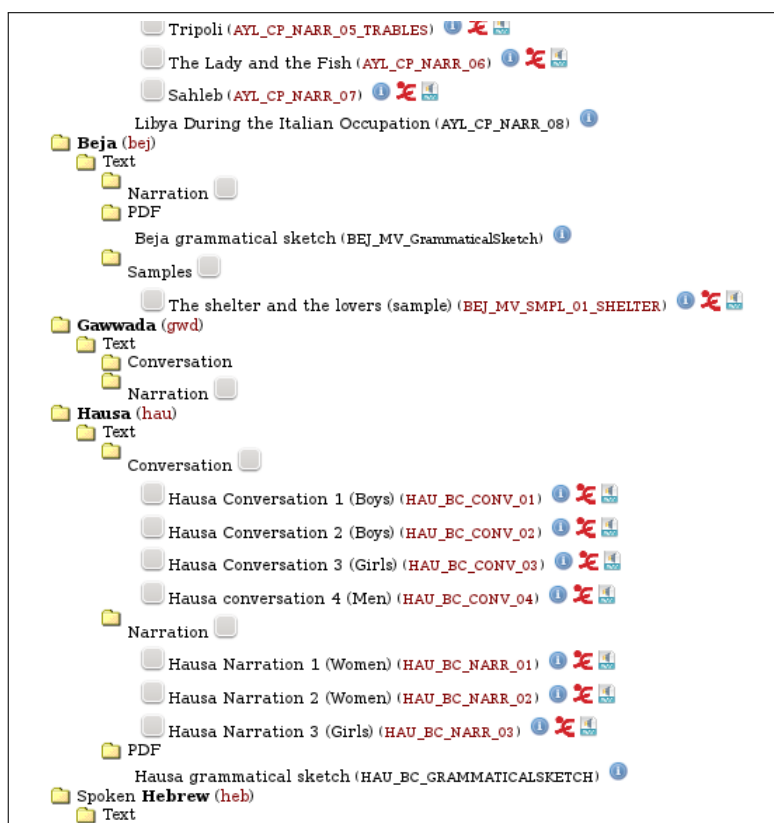 Tripoli (AYL_CP_NARR_05_TRABLES)
The Lady and the Fish (AYL_CP_NARR_06)
Sahleb (AYL_CP_NARR_07)
Libya During the Italian Occupation (AYL_CP_NARR_08)
Beja (bej)
Text
Narration
PDF
Beja grammatical sketch (BEJ_MV_GrammaticalSketch)
Samples
The shelter and the lovers (sample) (BEJ_MV_SMPL_01_SHELTER)
Gawwada (gwd)
Text
Conversation
Narration
Hausa (hau)
Text
Conversation
Hausa Conversation 1 (Boys) (HAU_BC_CONV_01)
Hausa Conversation 2 (Boys) (HAU_BC_CONV_02)
Hausa Conversation 3 (Girls) (HAU_BC_CONV_03)
Hausa conversation 4 (Men) (HAU_BC_CONV_04)
Narration
Hausa Narration 1 (Women) (HAU_BC_NARR_01)
Hausa Narration 2 (Women) (HAU_BC_NARR_02)
Hausa Narration 3 (Girls) (HAU_BC_NARR_03)
PDF
Hausa grammatical sketch (HAU_BC_GRAMMATICALSKETCH)
Spoken Hebrew (heb)
Text